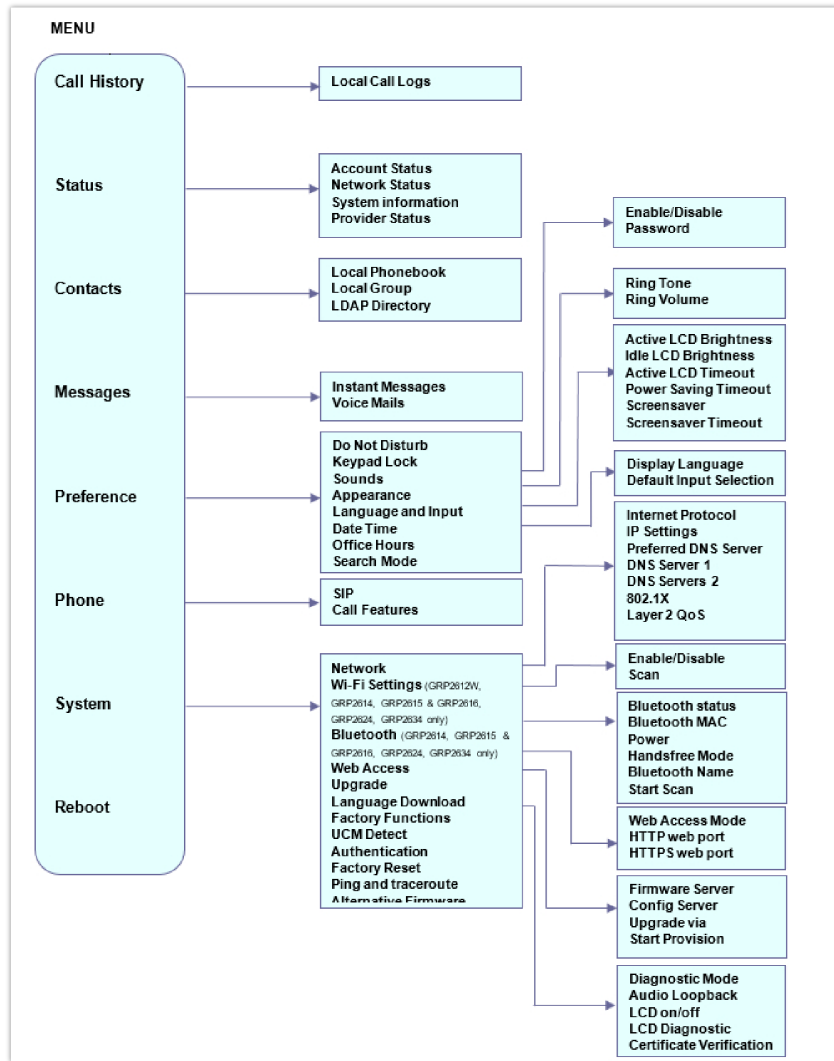 MENU
Call History
Status
Contacts
Messages
Preference
Phone
System
Reboot
Local Call Logs
Account Status
Network Status
System information
Provider Status
Local Phonebook
Local Group
LDAP Directory
Instant Messages
Voice Mails
Do Not Disturb
Keypad Lock
Sounds
Appearance
Language and Input
Date Time
Office Hours
Search Mode
SIP
Call Features
Network
Wi-Fi Settings (GRP2612W,
GRP2614, GRP2615 & GRP2616,
GRP2624, GRP2634 only)
Bluetooth (GRP2614, GRP2615 &
GRP2616, GRP2624, GRP2634 only)
Web Access
Upgrade
Language Download
Factory Functions
UCM Detect
Authentication
Factory Reset
Ping and traceroute
Alternative Firmware
Enable/Disable
Password
Ring Tone
Ring Volume
Active LCD Brightness
Idle LCD Brightness
Active LCD Timeout
Power Saving Timeout
Screensaver
Screensaver Timeout
Display Language
Default Input Selection
Internet Protocol
IP Settings
Preferred DNS Server
DNS Server 1
DNS Servers 2
802.1X
Layer 2 QoS
Enable/Disable
Scan
Bluetooth status
Bluetooth MAC
Power
Handsfree Mode
Bluetooth Name
Start Scan
Web Access Mode
HTTP web port
HTTPS web port
Firmware Server
Config Server
Upgrade via
Start Provision
Diagnostic Mode
Audio Loopback
LCD on/off
LCD Diagnostic
Certificate Verification